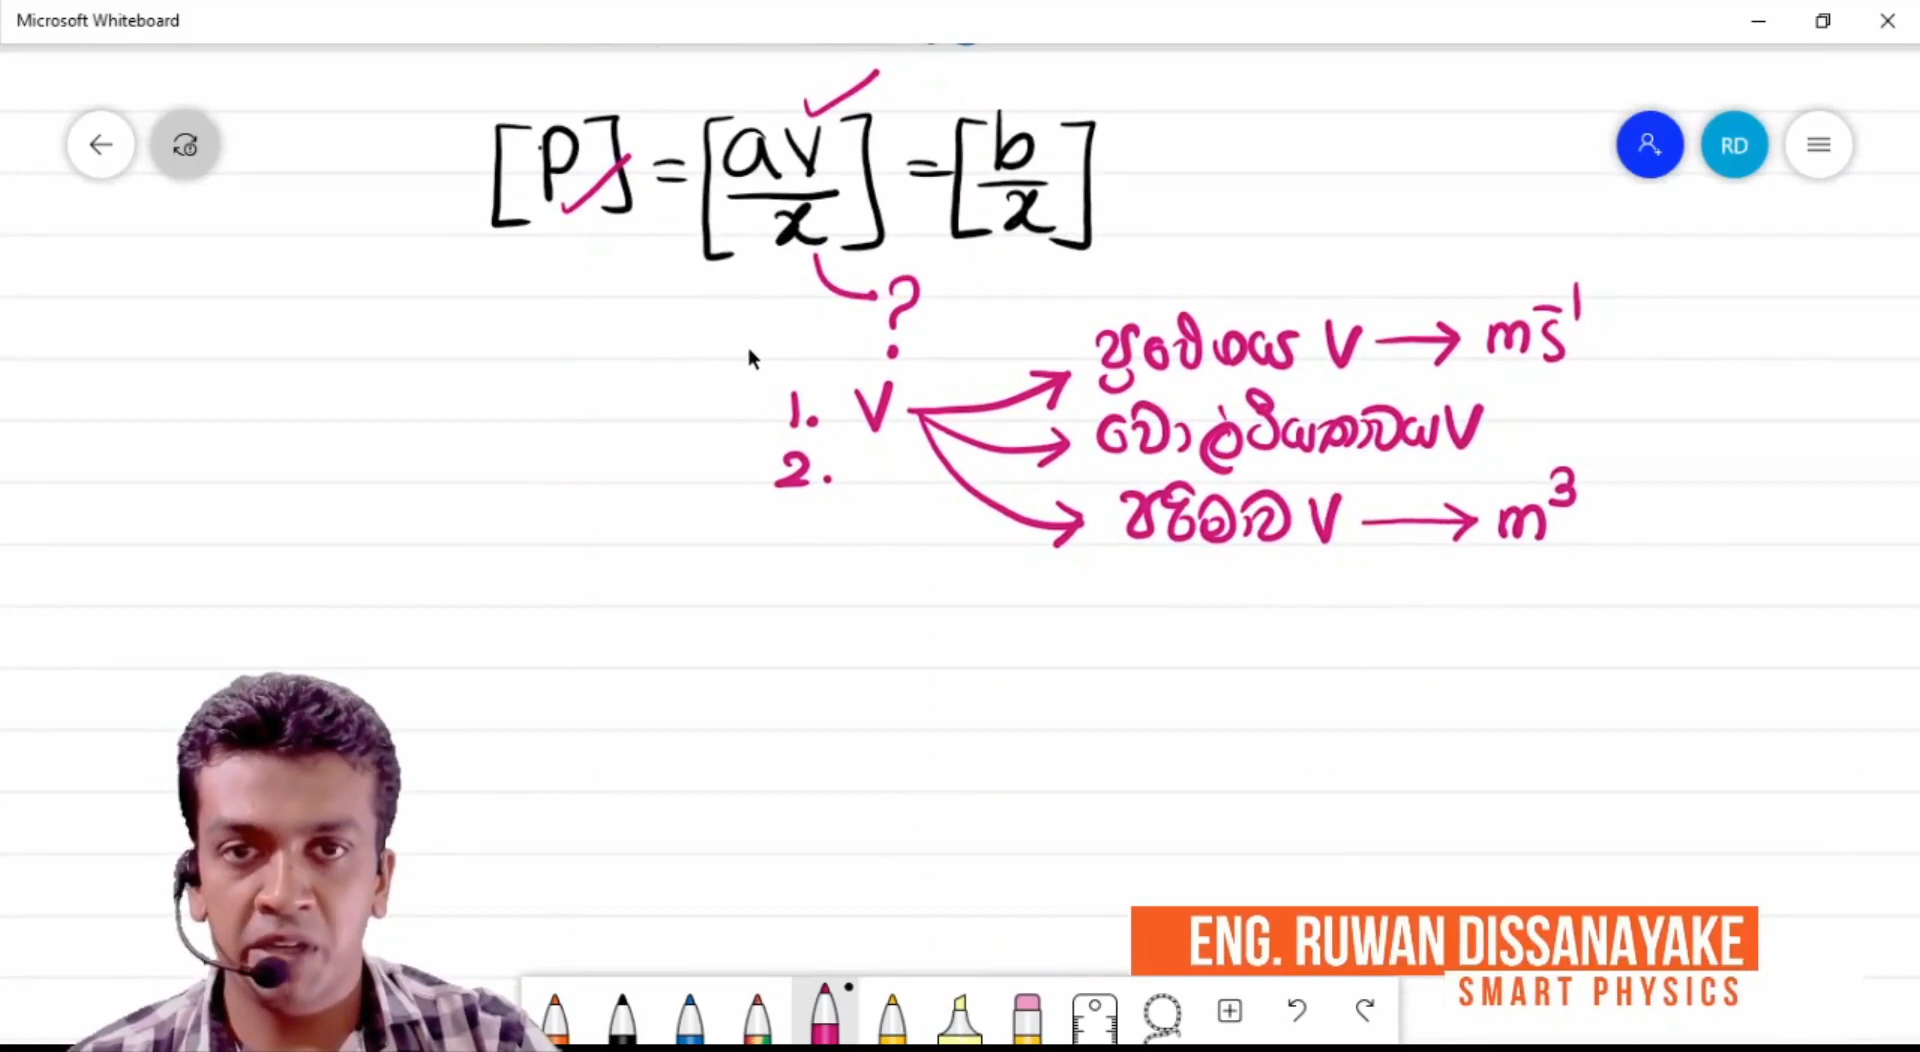 Microsoft Whiteboard
[P] = [av/x] = [b/x]
RD
?
ප්‍රවේගය V → ms⁻¹
1. V
වෝල්ටීයතාවය V
2.
පරිමාව V → m³
ENG. RUWAN DISSANAYAKE
SMART PHYSICS